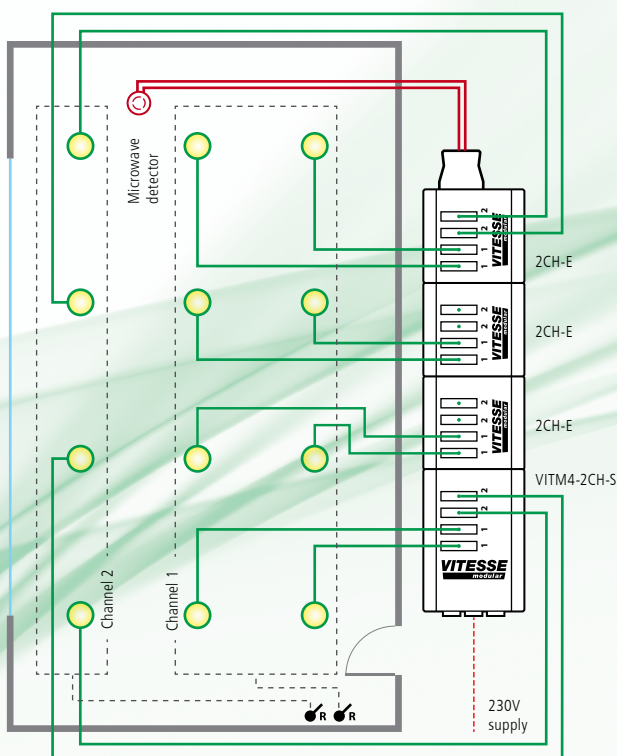 Microwave
detector
2
2
1
1
VITESSE
modular
2CH-E
2
2
1
1
VITESSE
modular
2CH-E
2
2
1
1
VITESSE
modular
2CH-E
VITM4-2CH-S
2
2
1
1
VITESSE
modular
Channel 2
Channel 1
R
R
230V
supply